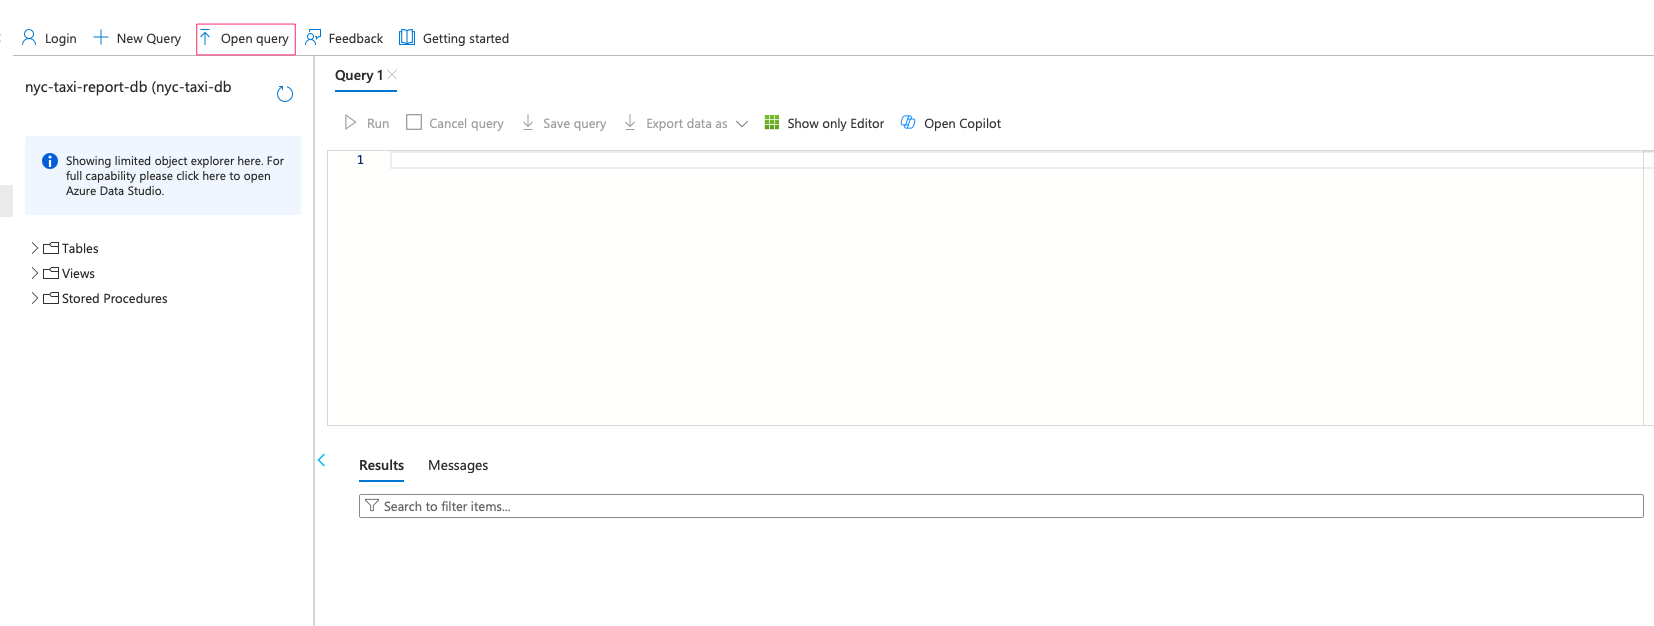 Login New Query Open query Feedback Getting started
nyc-taxi-report-db (nyc-taxi-db
Showing limited object explorer here. For
full capability please click here to open
Azure Data Studio.
Tables
Views
Stored Procedures
Query 1
Run Cancel query Save query Export data as Show only Editor Open Copilot
1
Results Messages
Search to filter items...